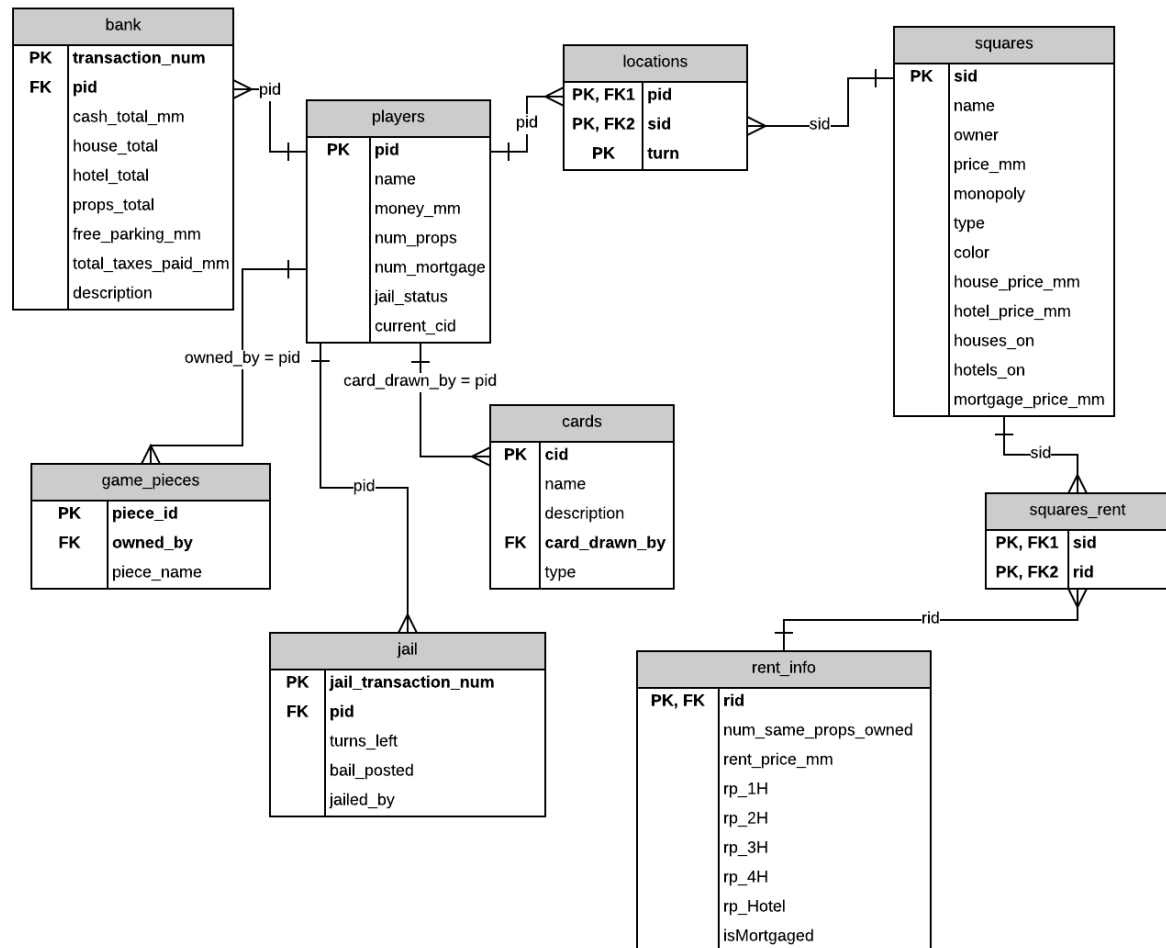 bank
PK transaction_num
FK pid
cash_total_mm
house_total
hotel_total
props_total
free_parking_mm
total_taxes_paid_mm
description
pid
players
PK pid
name
money_mm
num_props
num_mortgage
jail_status
current_cid
pid
locations
PK, FK1 pid
PK, FK2 sid
PK turn
sid
squares
PK sid
name
owner
price_mm
monopoly
type
color
house_price_mm
hotel_price_mm
houses_on
hotels_on
mortgage_price_mm
owned_by = pid
card_drawn_by = pid
game_pieces
PK piece_id
FK owned_by
piece_name
pid
cards
PK cid
name
description
FK card_drawn_by
type
sid
squares_rent
PK, FK1 sid
PK, FK2 rid
rid
jail
PK jail_transaction_num
FK pid
turns_left
bail_posted
jailed_by
rent_info
PK, FK rid
num_same_props_owned
rent_price_mm
rp_1H
rp_2H
rp_3H
rp_4H
rp_Hotel
isMortgaged